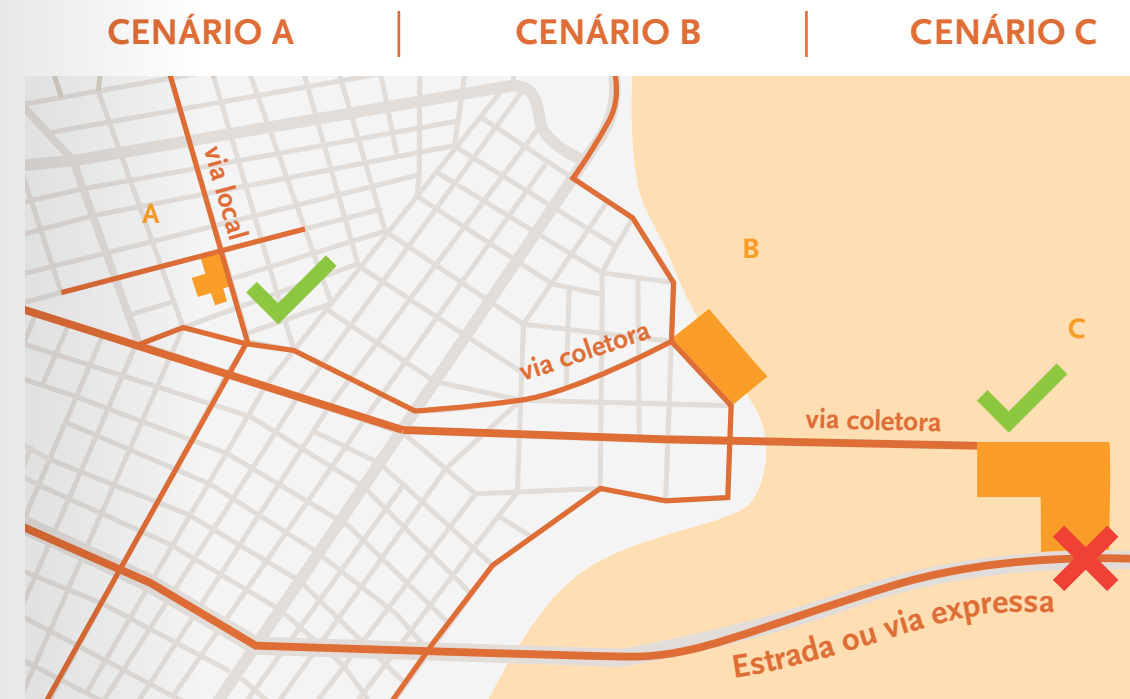 CENÁRIO A
CENÁRIO B
CENÁRIO C
via local
A
B
C
via coletora
via coletora
Estrada ou via expressa